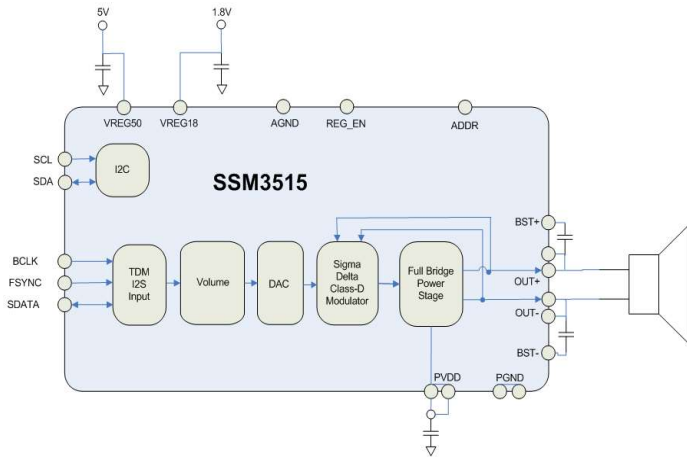 5V
1.8V
VREG50
VREG18
AGND
REG_EN
ADDR
SCL
SDA
I2C
SSM3515
BST+
BCLK
FSYNC
SDATA
TDM
I2S
Input
Volume
DAC
Sigma
Delta
Class-D
Modulator
Full Bridge
Power
Stage
OUT+
OUT-
BST-
PVDD
PGND